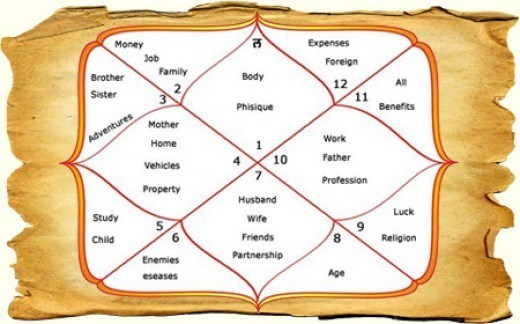 Money
Job
Family
2
ल
Body
Phisique
1
Expenses
Foreign
12
Brother
Sister
3
Adventures
All
11
Benefits
Mother
Home
Vehicles
Property
4
Work
Father
Profession
10
7
Husband
Wife
Friends
Partnership
Study
Child
5
6
Enemies
eseases
Luck
Religion
9
8
Age